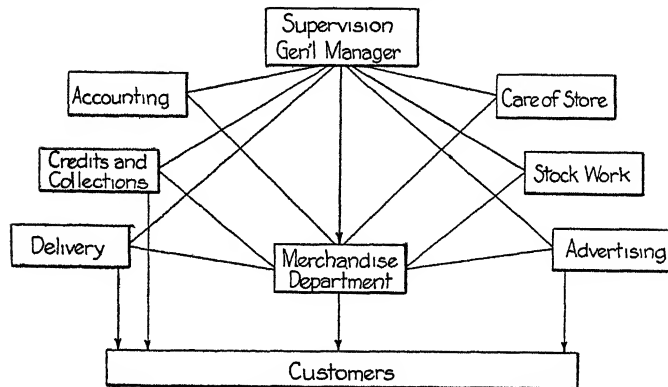 Supervision
Gen'l Manager
Accounting
Care of Store
Credits and
Collections
Stock Work
Delivery
Merchandise
Department
Advertising
Customers